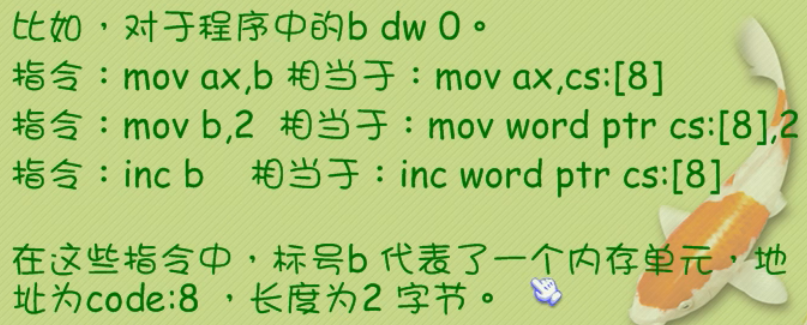 比如，对于程序中的b dw 0。
指令：mov ax,b 相当于：mov ax,cs:[8]
指令：mov b,2 相当于：mov word ptr cs:[8],2
指令：inc b 相当于：inc word ptr cs:[8]
在这些指令中，标号b 代表了一个内存单元，地
址为code:8 ，长度为2 字节。